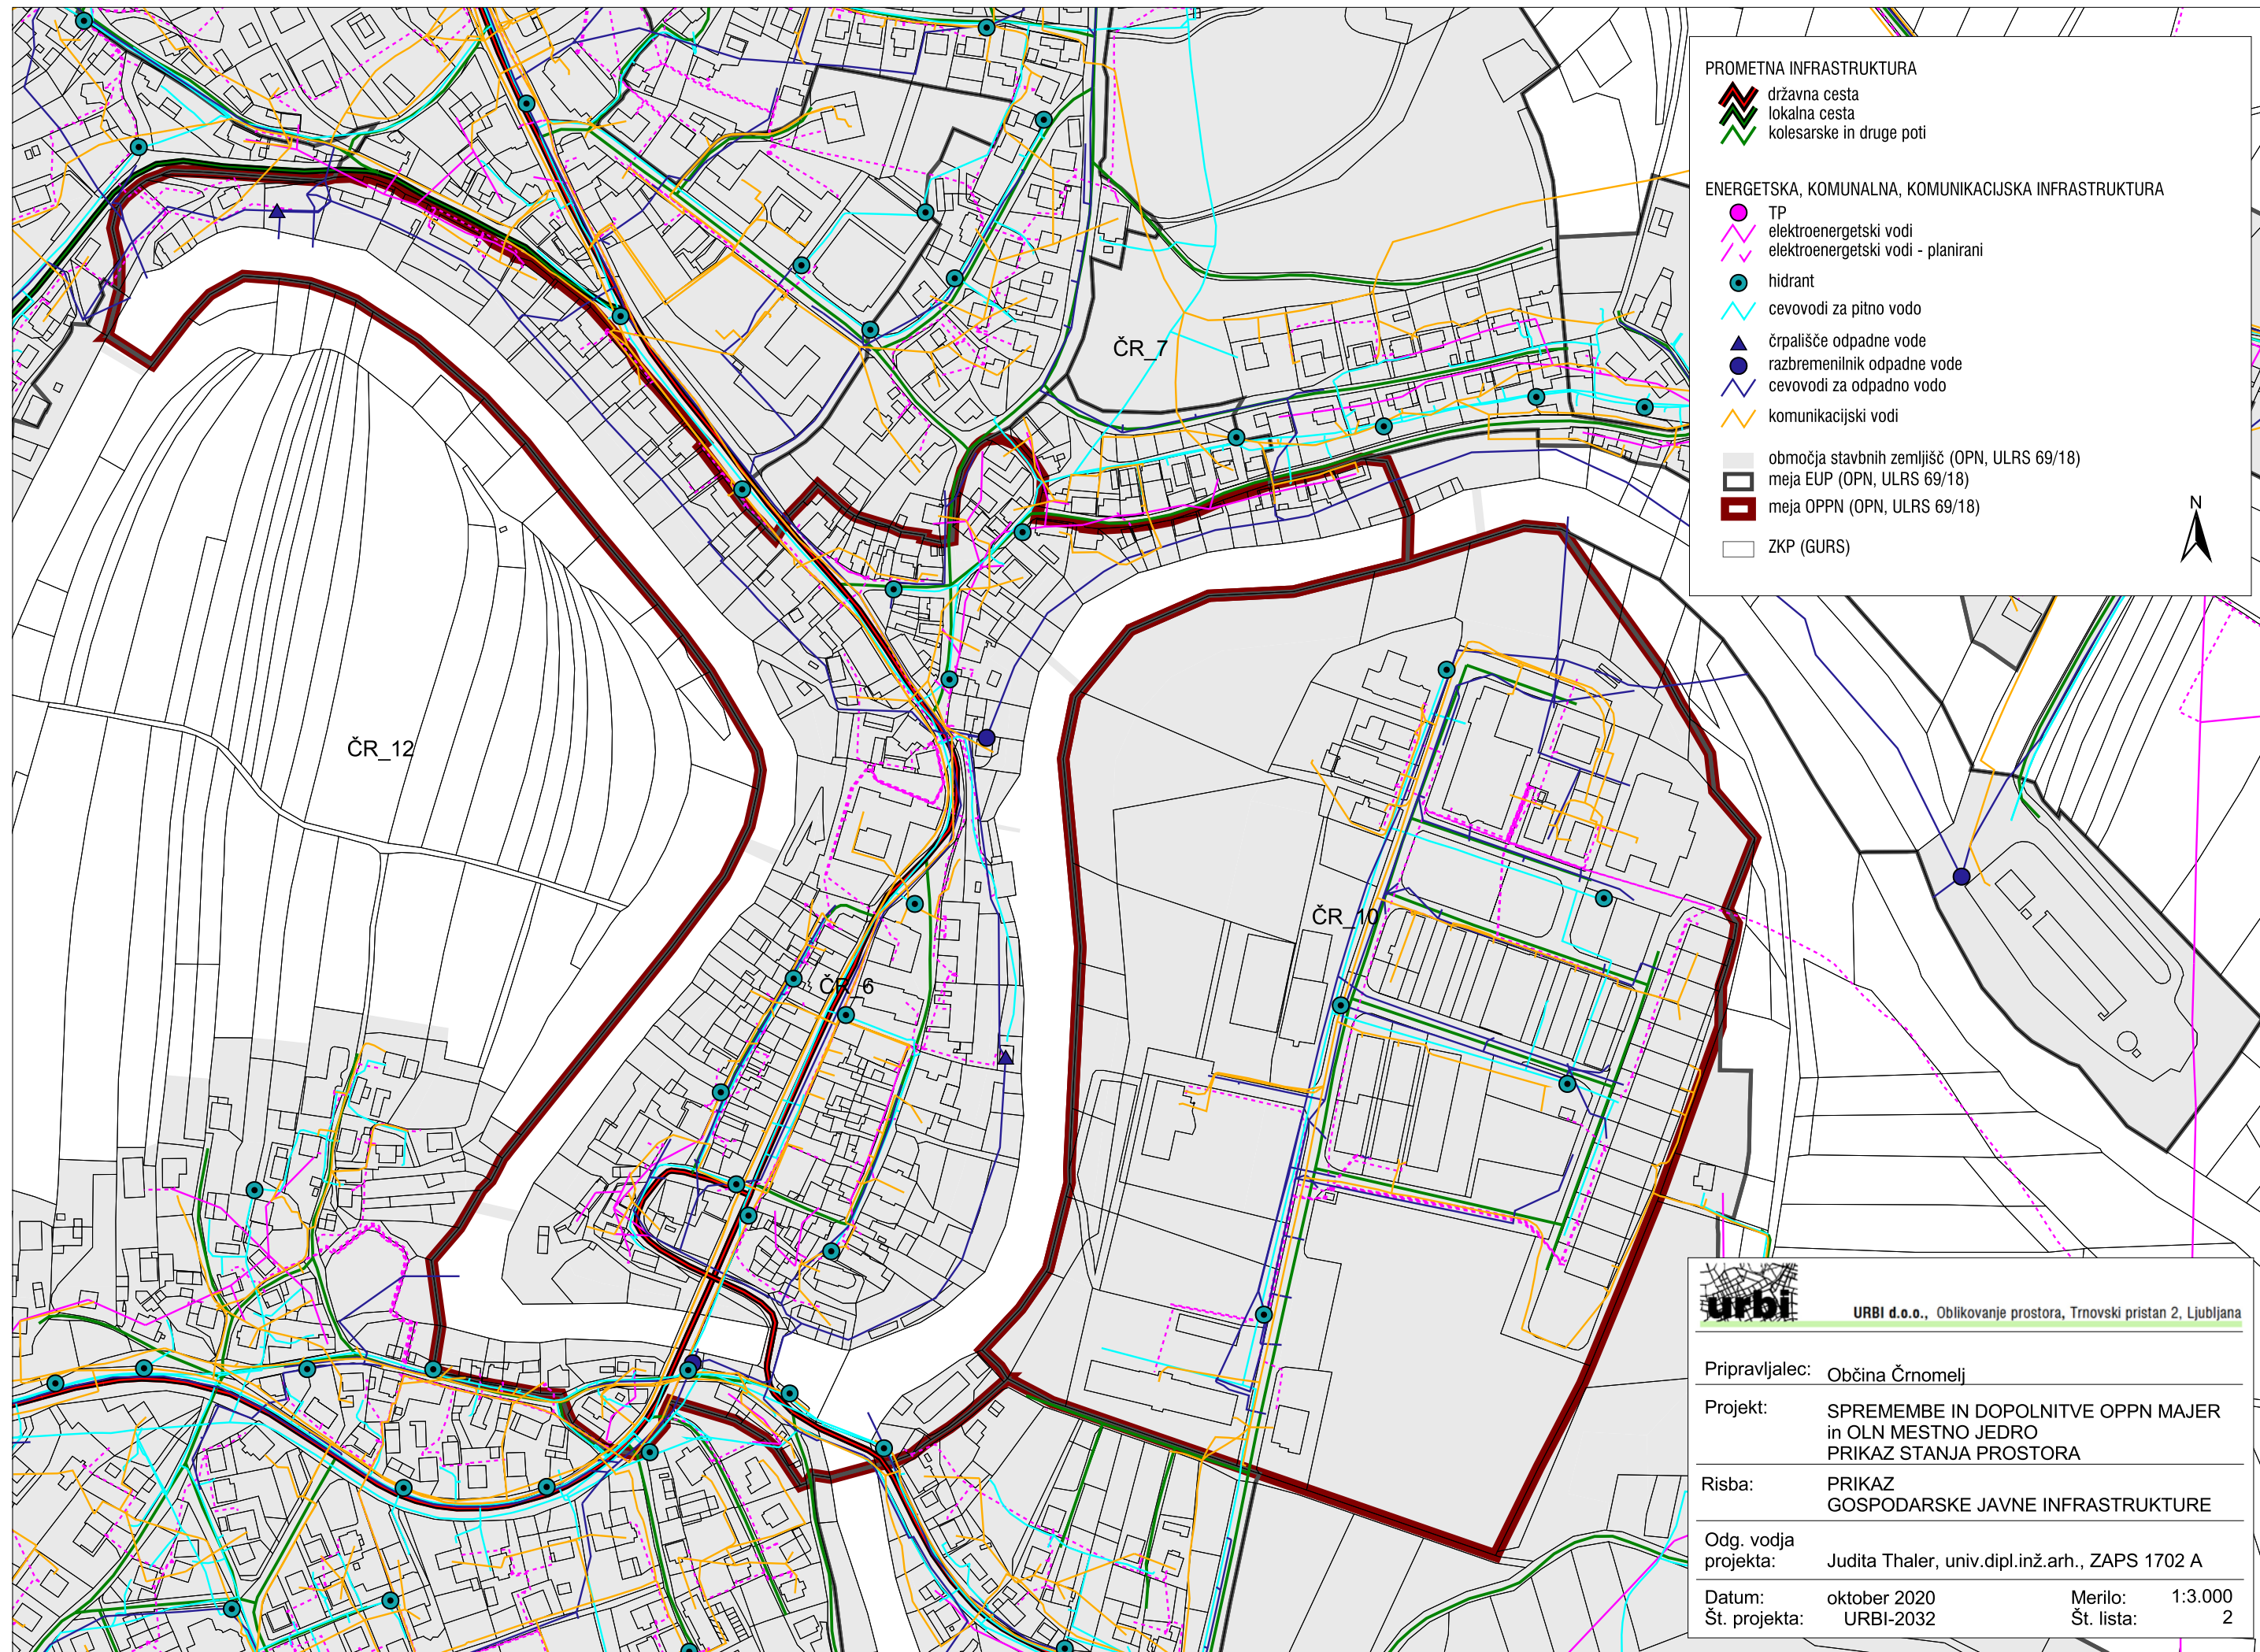 PROMETNA INFRASTRUKTURA
državna cesta
lokalna cesta
kolesarske in druge poti
ENERGETSKA, KOMUNALNA, KOMUNIKACIJSKA INFRASTRUKTURA
TP
elektroenergetski vodi
elektroenergetski vodi - planirani
hidrant
cevovodi za pitno vodo
črpališče odpadne vode
razbremenilnik odpadne vode
cevovodi za odpadno vodo
komunikacijski vodi
območja stavbnih zemljišč (OPN, ULRS 69/18)
meja EUP (OPN, ULRS 69/18)
meja OPPN (OPN, ULRS 69/18)
ZKP (GURS)
N
ČR_7
ČR_12
ČR_10
ČR_6
urbi
URBI d.o.o., Oblikovanje prostora, Trnovski pristan 2, Ljubljana
Pripravljalec: Občina Črnomelj
Projekt: SPREMEMBE IN DOPOLNITVE OPPN MAJER
in OLN MESTNO JEDRO
PRIKAZ STANJA PROSTORA
Risba: PRIKAZ
GOSPODARSKE JAVNE INFRASTRUKTURE
Odg. vodja
projekta: Judita Thaler, univ.dipl.inž.arh., ZAPS 1702 A
Datum: oktober 2020 Merilo: 1:3.000
Št. projekta: URBI-2032 Št. lista: 2